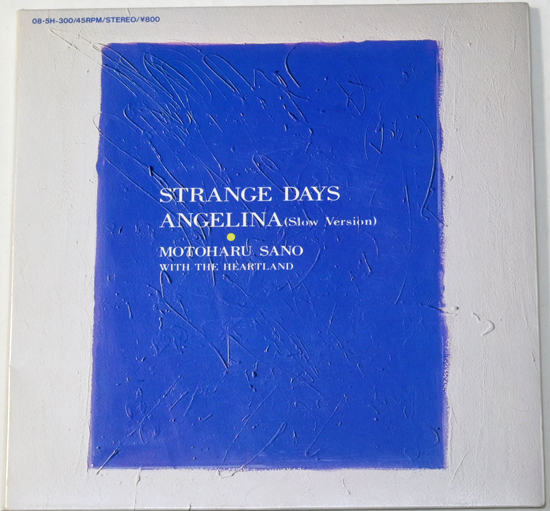 08・5H-300/45RPM/STEREO/¥800
STRANGE DAYS
ANGELINA (Slow Version)
MOTOHARU SANO
WITH THE HEARTLAND